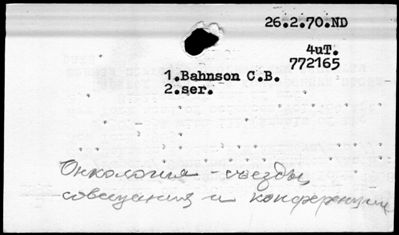 26.2.70.ND
4uT.
772165
1.Bahnson C.B.
2.ser.
Онкология - съезды,
совещания и конференции